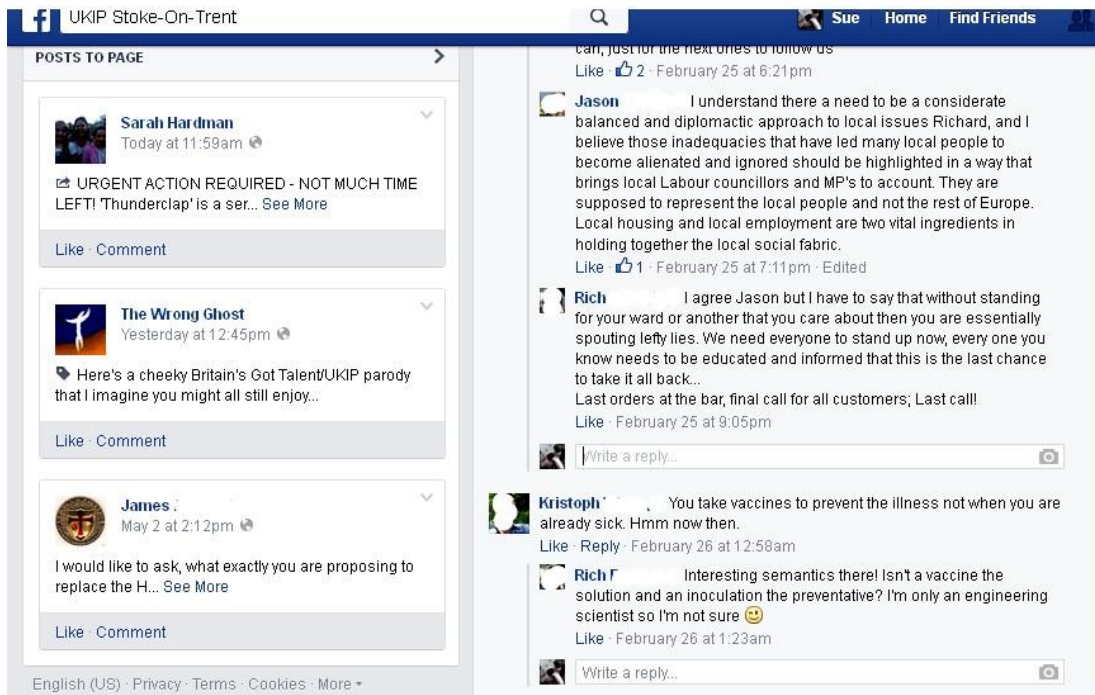 UKIP Stoke-On-Trent
Sue Home Find Friends
POSTS TO PAGE
Sarah Hardman
Today at 11:59am
URGENT ACTION REQUIRED - NOT MUCH TIME
LEFT! 'Thunderclap' is a ser... See More
Like · Comment
The Wrong Ghost
Yesterday at 12:45pm
Here's a cheeky Britain's Got Talent/UKIP parody
that I imagine you might all still enjoy...
Like · Comment
James
May 2 at 2:12pm
I would like to ask, what exactly you are proposing to
replace the H... See More
Like · Comment
English (US) · Privacy · Terms · Cookies · More
can, just for the next ones to follow us
Like · 2 · February 25 at 6:21pm
Jason I understand there a need to be a considerate
balanced and diplomactic approach to local issues Richard, and I
believe those inadequacies that have led many local people to
become alienated and ignored should be highlighted in a way that
brings local Labour councillors and MP's to account. They are
supposed to represent the local people and not the rest of Europe.
Local housing and local employment are two vital ingredients in
holding together the local social fabric.
Like · 1 · February 25 at 7:11pm · Edited
Rich I agree Jason but I have to say that without standing
for your ward or another that you care about then you are essentially
spouting lefty lies. We need everyone to stand up now, every one you
know needs to be educated and informed that this is the last chance
to take it all back...
Last orders at the bar, final call for all customers; Last call!
Like · February 25 at 9:05pm
Write a reply...
Kristoph You take vaccines to prevent the illness not when you are
already sick. Hmm now then.
Like · Reply · February 26 at 12:58am
Rich Interesting semantics there! Isn't a vaccine the
solution and an inoculation the preventative? I'm only an engineering
scientist so I'm not sure
Like · February 26 at 1:23am
Write a reply...